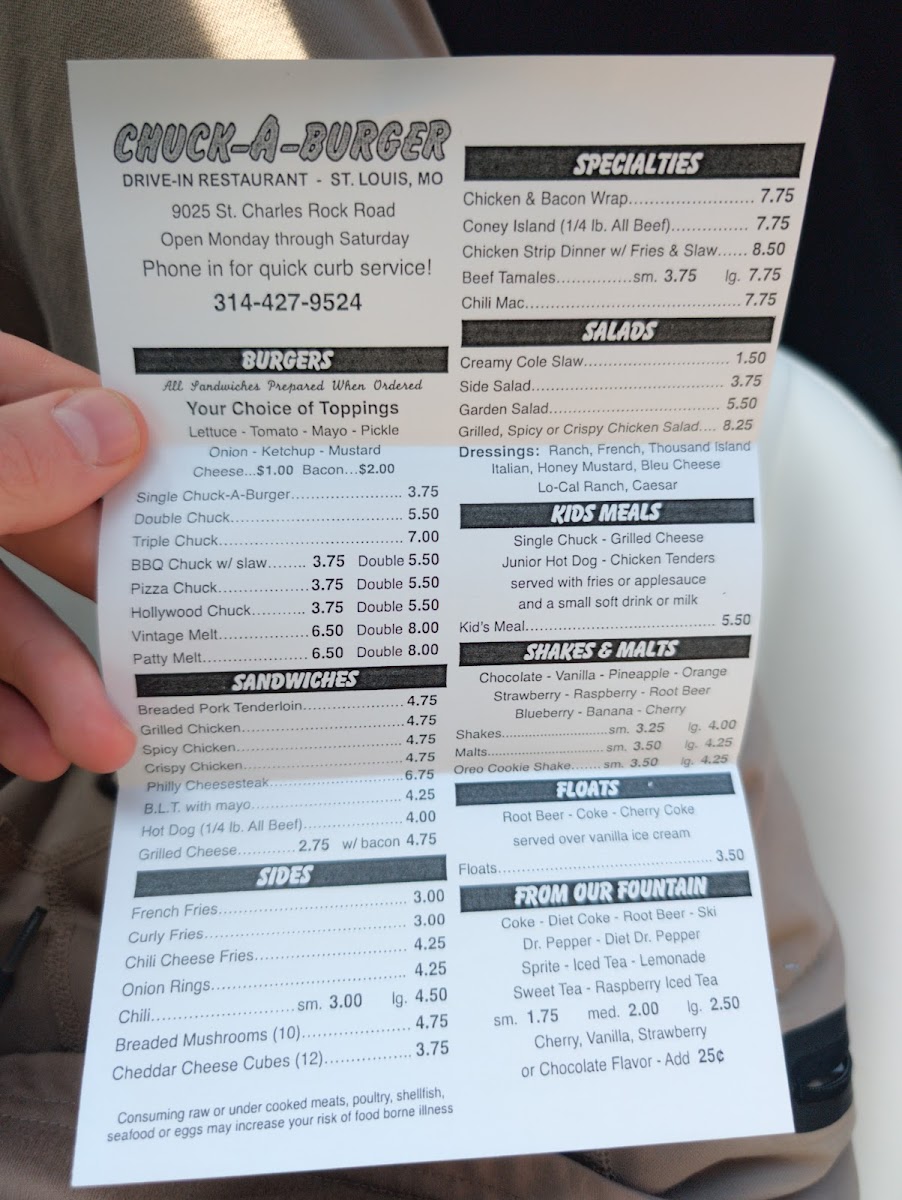 CHUCK-A-BURGER
DRIVE-IN RESTAURANT - ST. LOUIS, MO
9025 St. Charles Rock Road
Open Monday through Saturday
Phone in for quick curb service!
314-427-9524
BURGERS
All Sandwiches Prepared When Ordered
Your Choice of Toppings
Lettuce - Tomato - Mayo - Pickle
Onion - Ketchup - Mustard
Cheese...$1.00 Bacon...$2.00
Single Chuck-A-Burger........................ 3.75
Double Chuck..................................... 5.50
Triple Chuck........................................ 7.00
BBQ Chuck w/ slaw........ 3.75 Double 5.50
Pizza Chuck..................... 3.75 Double 5.50
Hollywood Chuck............ 3.75 Double 5.50
Vintage Melt.................... 6.50 Double 8.00
Patty Melt........................ 6.50 Double 8.00
SANDWICHES
Breaded Pork Tenderloin....................... 4.75
Grilled Chicken..................................... 4.75
Spicy Chicken....................................... 4.75
Crispy Chicken...................................... 4.75
Philly Cheesesteak................................ 6.75
B.L.T. with mayo................................... 4.25
Hot Dog (1/4 lb. All Beef)...................... 4.00
Grilled Cheese............ 2.75 w/ bacon 4.75
SIDES
French Fries.......................................... 3.00
Curly Fries............................................. 3.00
Chili Cheese Fries................................. 4.25
Onion Rings.......................................... 4.25
Chili.......................... sm. 3.00 lg. 4.50
Breaded Mushrooms (10)..................... 4.75
Cheddar Cheese Cubes (12)................. 3.75
Consuming raw or under cooked meats, poultry, shellfish,
seafood or eggs may increase your risk of food borne illness
SPECIALTIES
Chicken & Bacon Wrap.......................... 7.75
Coney Island (1/4 lb. All Beef)................ 7.75
Chicken Strip Dinner w/ Fries & Slaw...... 8.50
Beef Tamales................sm. 3.75 lg. 7.75
Chili Mac............................................... 7.75
SALADS
Creamy Cole Slaw................................. 1.50
Side Salad............................................ 3.75
Garden Salad........................................ 5.50
Grilled, Spicy or Crispy Chicken Salad.... 8.25
Dressings: Ranch, French, Thousand Island
Italian, Honey Mustard, Bleu Cheese
Lo-Cal Ranch, Caesar
KIDS MEALS
Single Chuck - Grilled Cheese
Junior Hot Dog - Chicken Tenders
served with fries or applesauce
and a small soft drink or milk
Kid's Meal............................................. 5.50
SHAKES & MALTS
Chocolate - Vanilla - Pineapple - Orange
Strawberry - Raspberry - Root Beer
Blueberry - Banana - Cherry
Shakes.............................sm. 3.25 lg. 4.00
Malts............................... sm. 3.50 lg. 4.25
Oreo Cookie Shake....... sm. 3.50 lg. 4.25
FLOATS
Root Beer - Coke - Cherry Coke
served over vanilla ice cream
Floats.................................................... 3.50
FROM OUR FOUNTAIN
Coke - Diet Coke - Root Beer - Ski
Dr. Pepper - Diet Dr. Pepper
Sprite - Iced Tea - Lemonade
Sweet Tea - Raspberry Iced Tea
sm. 1.75 med. 2.00 lg. 2.50
Cherry, Vanilla, Strawberry
or Chocolate Flavor - Add 25¢